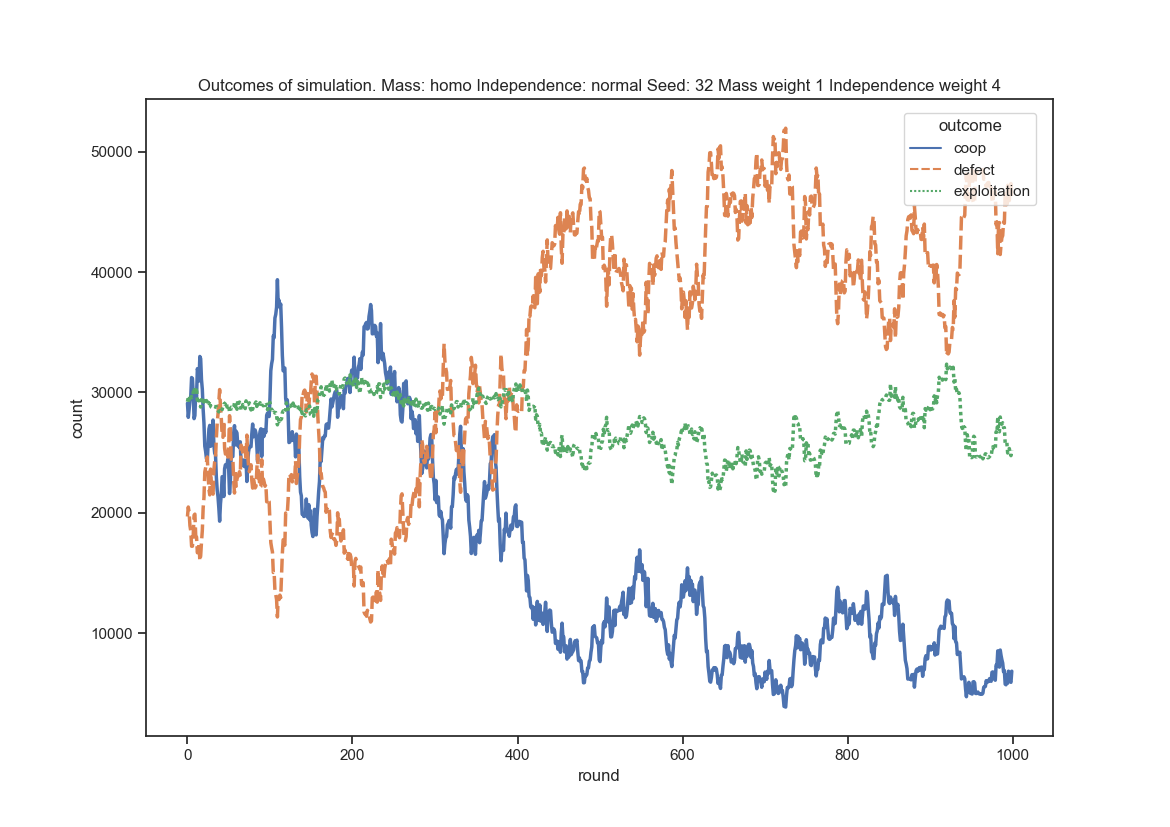 Outcomes of simulation. Mass: homo Independence: normal Seed: 32 Mass weight 1 Independence weight 4
outcome
coop
defect
exploitation
50000
40000
30000
20000
10000
count
0 200 400 600 800 1000
round